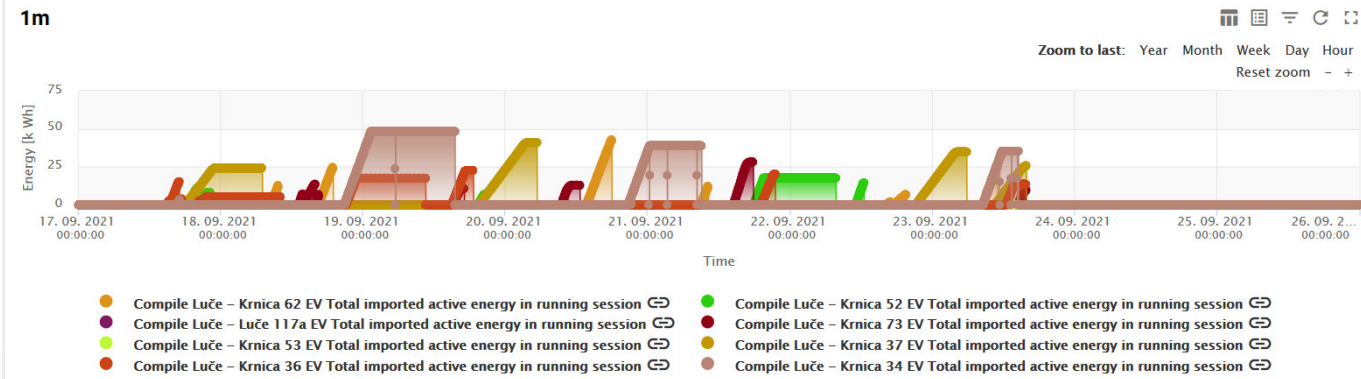 1m
Zoom to last: Year Month Week Day Hour
Reset zoom - +
Energy [k Wh]
75
50
25
0
17. 09. 2021 18. 09. 2021 19. 09. 2021 20. 09. 2021 21. 09. 2021 22. 09. 2021 23. 09. 2021 24. 09. 2021 25. 09. 2021 26. 09. 2...
00:00:00 00:00:00 00:00:00 00:00:00 00:00:00 00:00:00 00:00:00 00:00:00 00:00:00 00:00:00
Time
Compile Luče – Krnica 62 EV Total imported active energy in running session Compile Luče – Krnica 52 EV Total imported active energy in running session
Compile Luče – Luče 117a EV Total imported active energy in running session Compile Luče – Krnica 73 EV Total imported active energy in running session
Compile Luče – Krnica 53 EV Total imported active energy in running session Compile Luče – Krnica 37 EV Total imported active energy in running session
Compile Luče – Krnica 36 EV Total imported active energy in running session Compile Luče – Krnica 34 EV Total imported active energy in running session